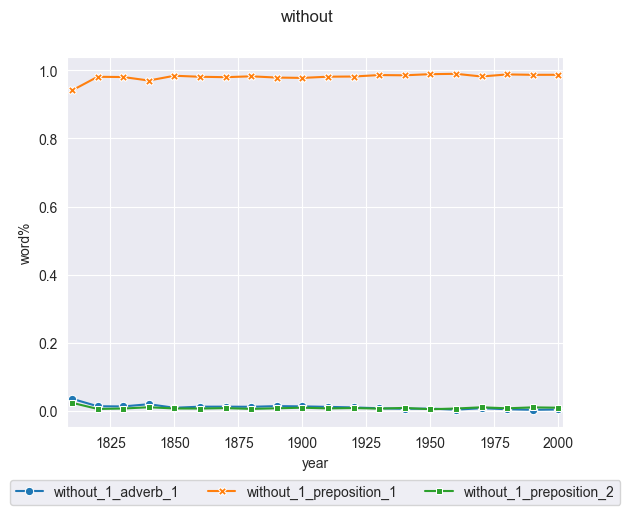 without
1.0
0.8
0.6
0.4
0.2
0.0
word%
1825 1850 1875 1900 1925 1950 1975 2000
year
without_1_adverb_1 without_1_preposition_1 without_1_preposition_2